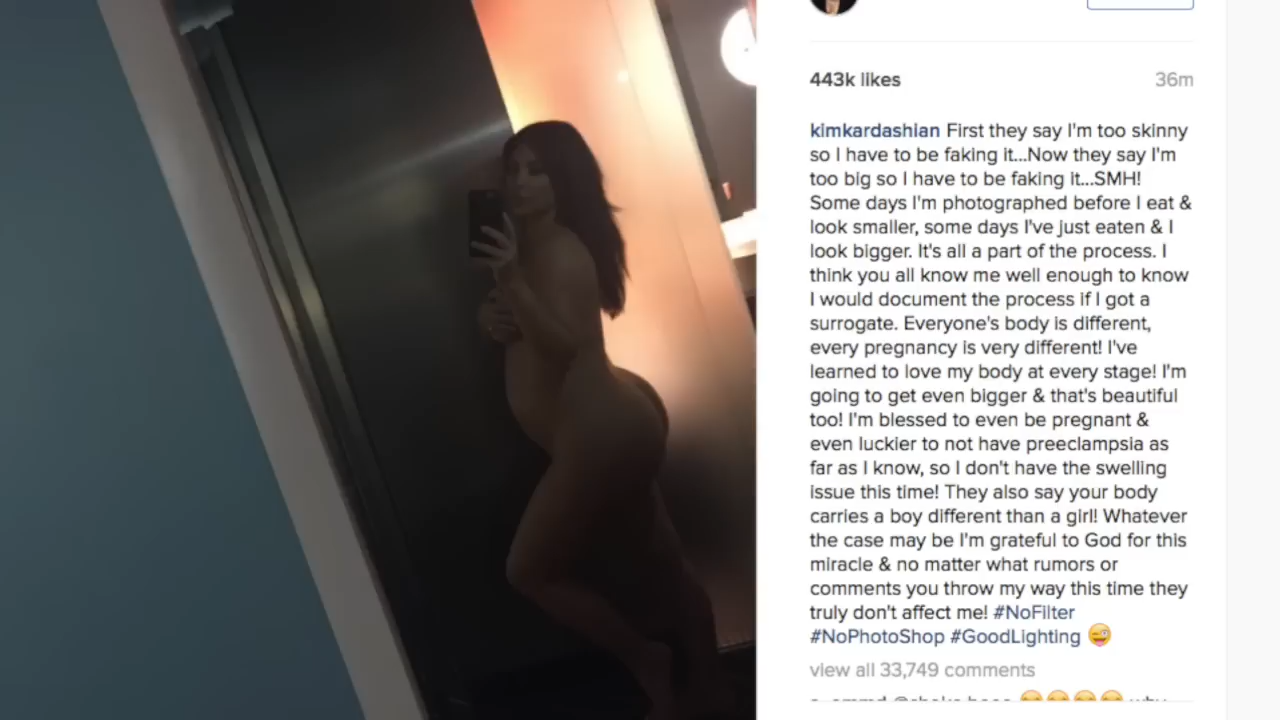 443k likes 36m
kimkardashian First they say I'm too skinny
so I have to be faking it...Now they say I'm
too big so I have to be faking it...SMH!
Some days I'm photographed before I eat &
look smaller, some days I've just eaten & I
look bigger. It's all a part of the process. I
think you all know me well enough to know
I would document the process if I got a
surrogate. Everyone's body is different,
every pregnancy is very different! I've
learned to love my body at every stage! I'm
going to get even bigger & that's beautiful
too! I'm blessed to even be pregnant &
even luckier to not have preeclampsia as
far as I know, so I don't have the swelling
issue this time! They also say your body
carries a boy different than a girl! Whatever
the case may be I'm grateful to God for this
miracle & no matter what rumors or
comments you throw my way this time they
truly don't affect me! #NoFilter
#NoPhotoShop #GoodLighting 😜
view all 33,749 comments